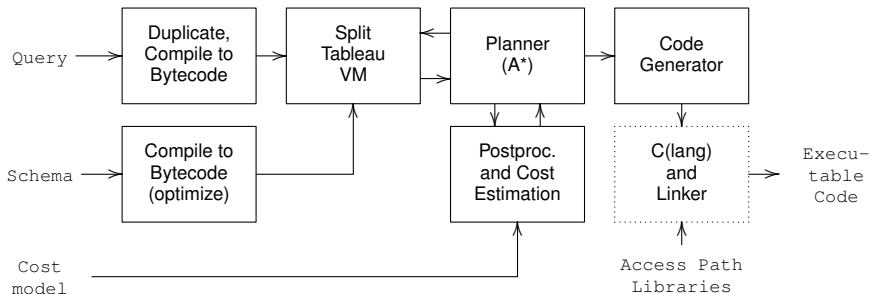 Query
Duplicate,
Compile to
Bytecode
Split
Tableau
VM
Planner
(A*)
Code
Generator
Schema
Compile to
Bytecode
(optimize)
Postproc.
and Cost
Estimation
C(lang)
and
Linker
Execu-
table
Code
Cost
model
Access Path
Libraries